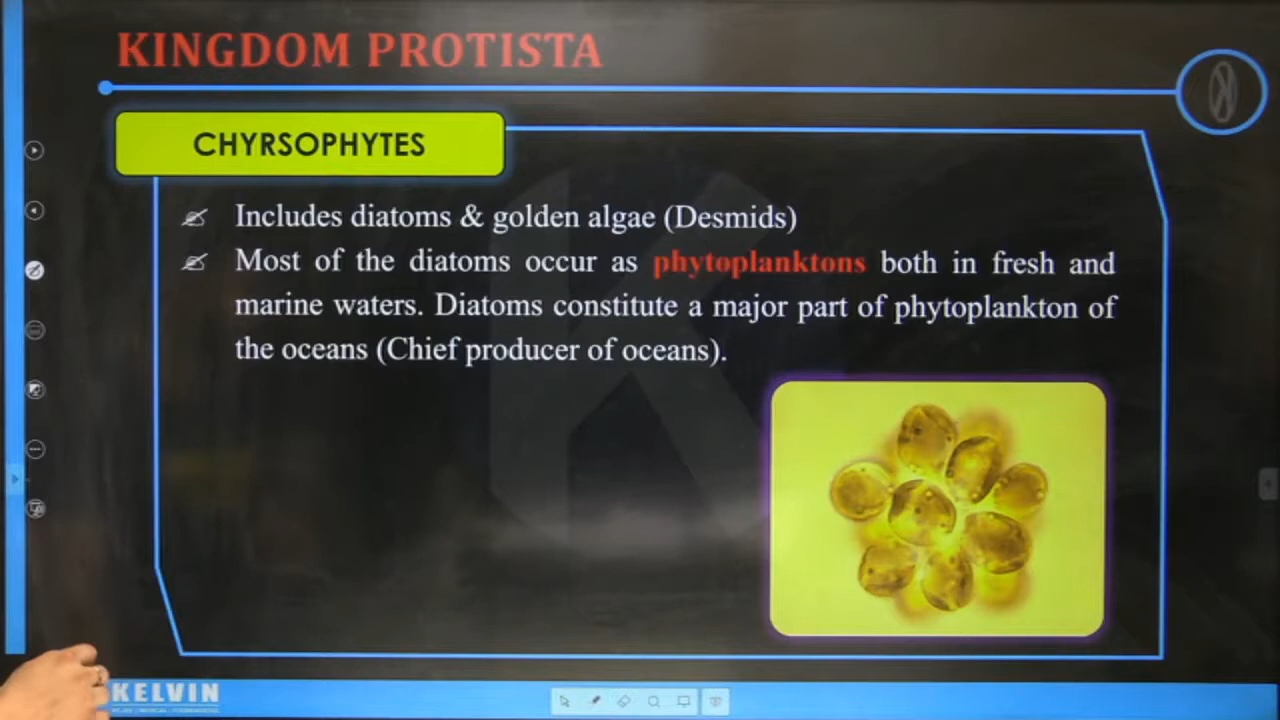 KINGDOM PROTISTA
CHYRSOPHYTES
Includes diatoms & golden algae (Desmids)
Most of the diatoms occur as phytoplanktons both in fresh and
marine waters. Diatoms constitute a major part of phytoplankton of
the oceans (Chief producer of oceans).
KELVIN